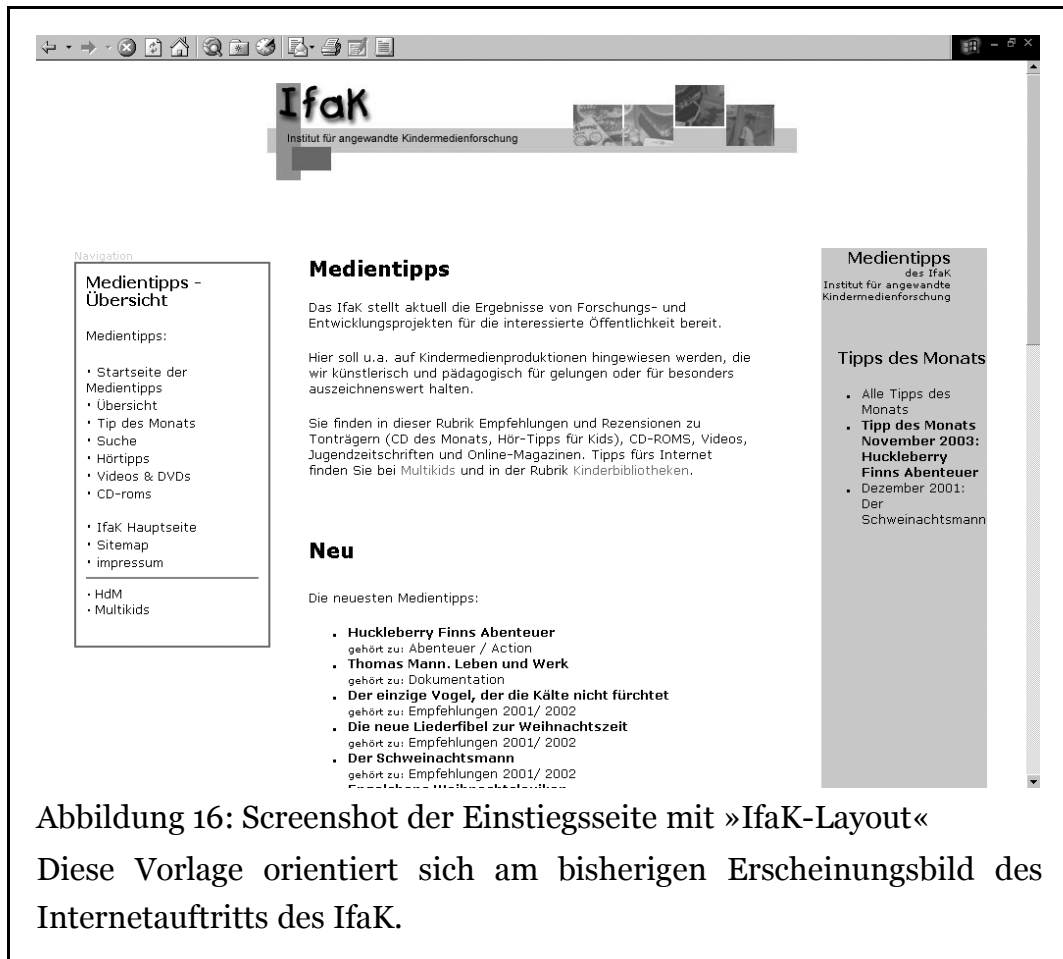 IfaK
Institut für angewandte Kindermedienforschung
Navigation
Medientipps -
Übersicht
Medientipps:
• Startseite der
Medientipps
• Übersicht
• Tip des Monats
• Suche
• Hörtipps
• Videos & DVDs
• CD-roms
• IfaK Hauptseite
• Sitemap
• impressum
• HdM
• Multikids
Medientipps
Das IfaK stellt aktuell die Ergebnisse von Forschungs- und
Entwicklungsprojekten für die interessierte Öffentlichkeit bereit.
Hier soll u.a. auf Kindermedienproduktionen hingewiesen werden, die
wir künstlerisch und pädagogisch für gelungen oder für besonders
auszeichnenswert halten.
Sie finden in dieser Rubrik Empfehlungen und Rezensionen zu
Tonträgern (CD des Monats, Hör-Tipps für Kids), CD-ROMS, Videos,
Jugendzeitschriften und Online-Magazinen. Tipps fürs Internet
finden Sie bei Multikids und in der Rubrik Kinderbibliotheken.
Neu
Die neuesten Medientipps:
• Huckleberry Finns Abenteuer
gehört zu: Abenteuer / Action
• Thomas Mann. Leben und Werk
gehört zu: Dokumentation
• Der einzige Vogel, der die Kälte nicht fürchtet
gehört zu: Empfehlungen 2001/ 2002
• Die neue Liederfibel zur Weihnachtszeit
gehört zu: Empfehlungen 2001/ 2002
• Der Schweinachtsmann
gehört zu: Empfehlungen 2001/ 2002
Medientipps
des IfaK
Institut für angewandte
Kindermedienforschung
Tipps des Monats
• Alle Tipps des
Monats
• Tipp des Monats
November 2003:
Huckleberry
Finns Abenteuer
• Dezember 2001:
Der
Schweinachtsmann
Abbildung 16: Screenshot der Einstiegsseite mit »IfaK-Layout«
Diese Vorlage orientiert sich am bisherigen Erscheinungsbild des
Internetauftritts des IfaK.